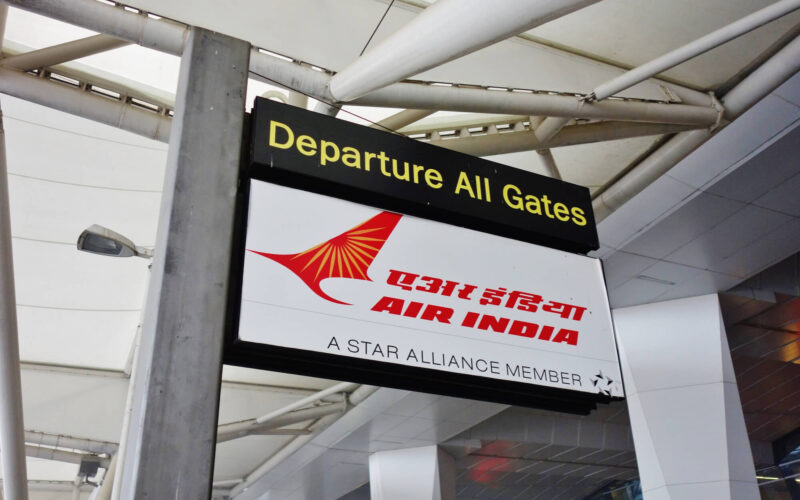 Departure All Gates
एअर इंडिया
AIR INDIA
A STAR ALLIANCE MEMBER